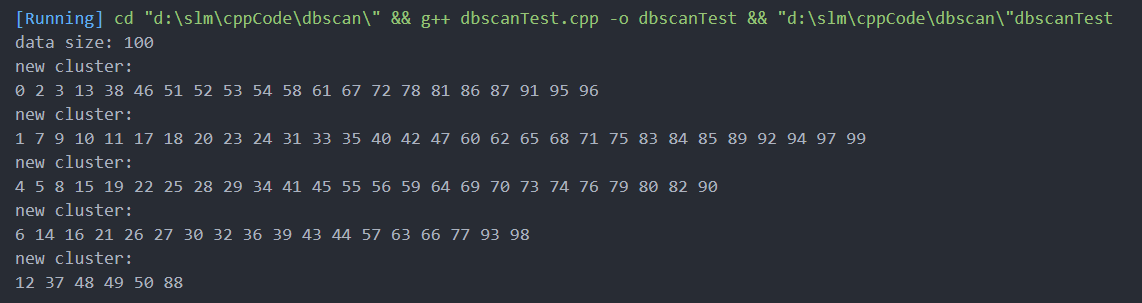 [Running] cd "d:\slm\cppCode\dbscan\" && g++ dbscanTest.cpp -o dbscanTest && "d:\slm\cppCode\dbscan\"dbscanTest
data size: 100
new cluster:
0 2 3 13 38 46 51 52 53 54 58 61 67 72 78 81 86 87 91 95 96
new cluster:
1 7 9 10 11 17 18 20 23 24 31 33 35 40 42 47 60 62 65 68 71 75 83 84 85 89 92 94 97 99
new cluster:
4 5 8 15 19 22 25 28 29 34 41 45 55 56 59 64 69 70 73 74 76 79 80 82 90
new cluster:
6 14 16 21 26 27 30 32 36 39 43 44 57 63 66 77 93 98
new cluster:
12 37 48 49 50 88